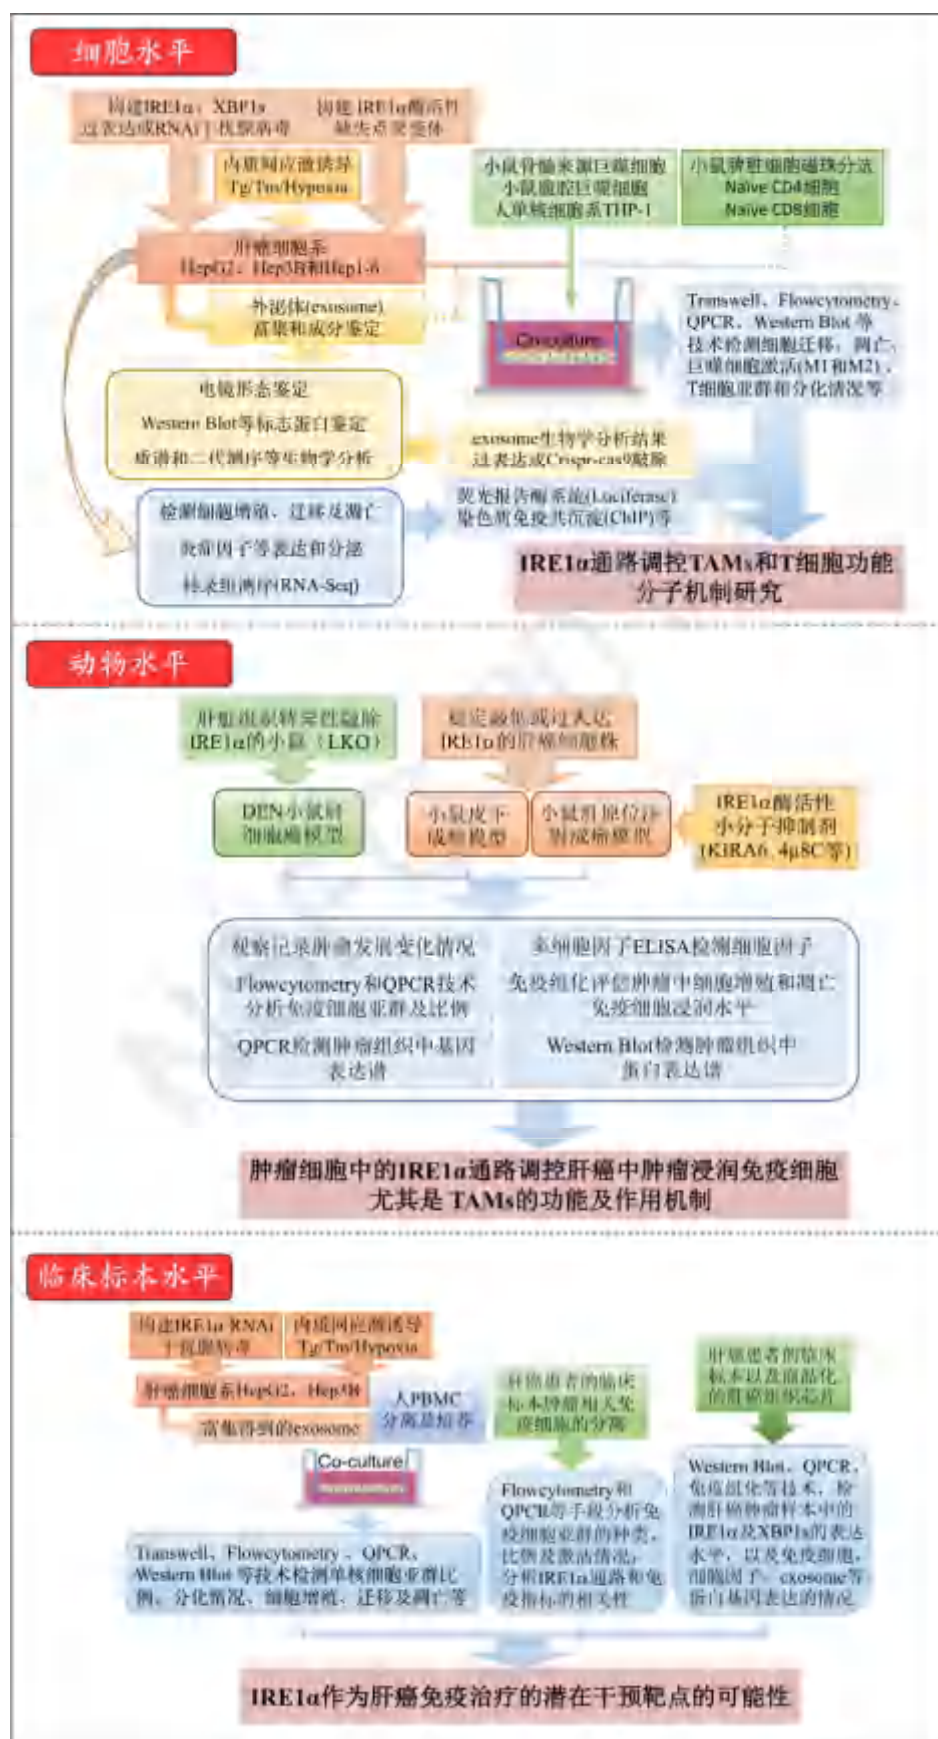 细胞水平
构建IRE1α、XBP1s
过表达或RNAi干扰腺病毒
构建 IRE1α酶活性
缺失点突变体
内质网应激诱导
Tg/Tm/Hypoxia
小鼠骨髓来源巨噬细胞
小鼠腹腔巨噬细胞
人单核细胞系THP-1
小鼠脾脏细胞磁珠分选
Naïve CD4细胞
Naïve CD8细胞
肝癌细胞系
HepG2、Hep3B和Hep1-6
外泌体(exosome)
富集和成分鉴定
Co-culture
Transwell、Flowcytometry、
QPCR、Western Blot 等
技术检测细胞迁移，凋亡、
巨噬细胞激活(M1和M2)、
T细胞亚群和分化情况等
电镜形态鉴定
Western Blot等标志蛋白鉴定
质谱和二代测序等生物学分析
exosome生物学分析结果
过表达或Crispr-cas9敲除
检测细胞增殖、迁移及凋亡
炎症因子等表达和分泌
转录组测序(RNA-Seq)
荧光报告酶系统(Luciferase)
染色质免疫共沉淀(ChIP)等
IRE1α通路调控TAMs和T细胞功能
分子机制研究
动物水平
肝脏组织特异性敲除
IRE1α的小鼠（LKO）
稳定敲低或过表达
IRE1α的肝癌细胞株
DEN小鼠肝
细胞癌模型
小鼠皮下
成瘤模型
小鼠肝原位注
射成瘤模型
IRE1α酶活性
小分子抑制剂
(KIRA6, 4μ8C等)
观察记录肿瘤发展变化情况
Flowcytometry和QPCR技术
分析免疫细胞亚群及比例
QPCR检测肿瘤组织中基因
表达谱
多细胞因子ELISA检测细胞因子
免疫组化评估肿瘤中细胞增殖和凋亡
免疫细胞浸润水平
Western Blot检测肿瘤组织中
蛋白表达谱
肿瘤细胞中的IRE1α通路调控肝癌中肿瘤浸润免疫细胞
尤其是 TAMs的功能及作用机制
临床标本水平
构建IRE1α RNAi
干扰腺病毒
内质网应激诱导
Tg/Tm/Hypoxia
肝癌细胞系HepG2、Hep3B
富集得到的exosome
人PBMC
分离及培养
Co-culture
肝癌患者的临床
标本肿瘤相关免
疫细胞的分离
肝癌患者的临床
标本以及商品化
的肝癌组织芯片
Transwell、Flowcytometry 、QPCR、
Western Blot 等技术检测单核细胞亚群比
例、分化情况、细胞增殖、迁移及凋亡等
Flowcytometry和
QPCR等手段分析免
疫细胞亚群的种类，
比例及激活情况；
分析IRE1α通路和免
疫指标的相关性
Western Blot、QPCR、
免疫组化等技术，检
测肝癌肿瘤样本中的
IRE1α及XBP1s的表达
水平，以及免疫细胞，
细胞因子、exosome等
蛋白基因表达的情况
IRE1α作为肝癌免疫治疗的潜在干预靶点的可能性